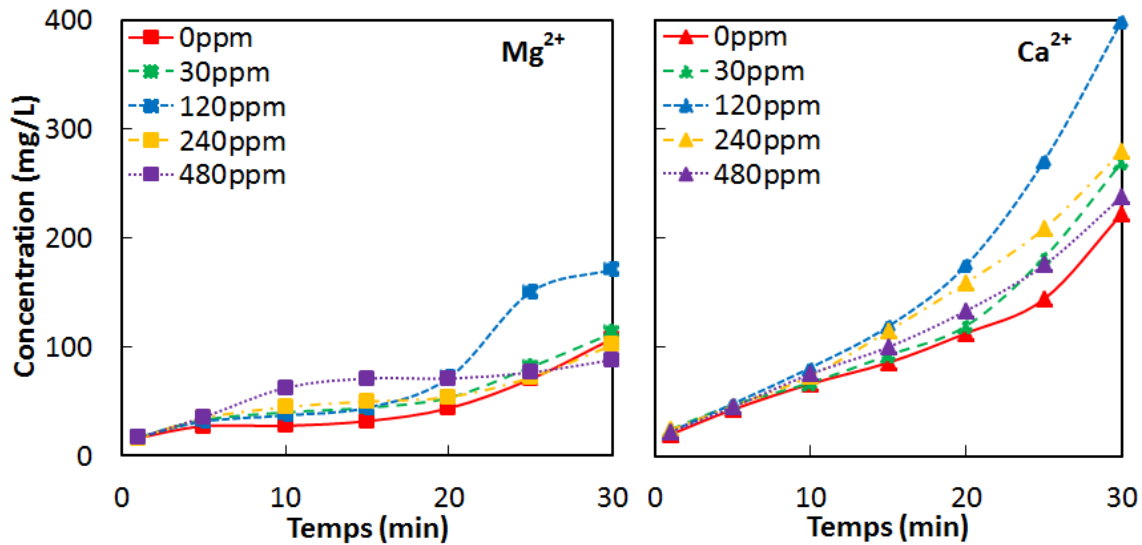 Concentration (mg/L)
400
300
200
100
0
0ppm
30ppm
120ppm
240ppm
480ppm
Mg²⁺
0
10
20
30
Temps (min)
0ppm
30ppm
120ppm
240ppm
480ppm
Ca²⁺
0
10
20
30
Temps (min)